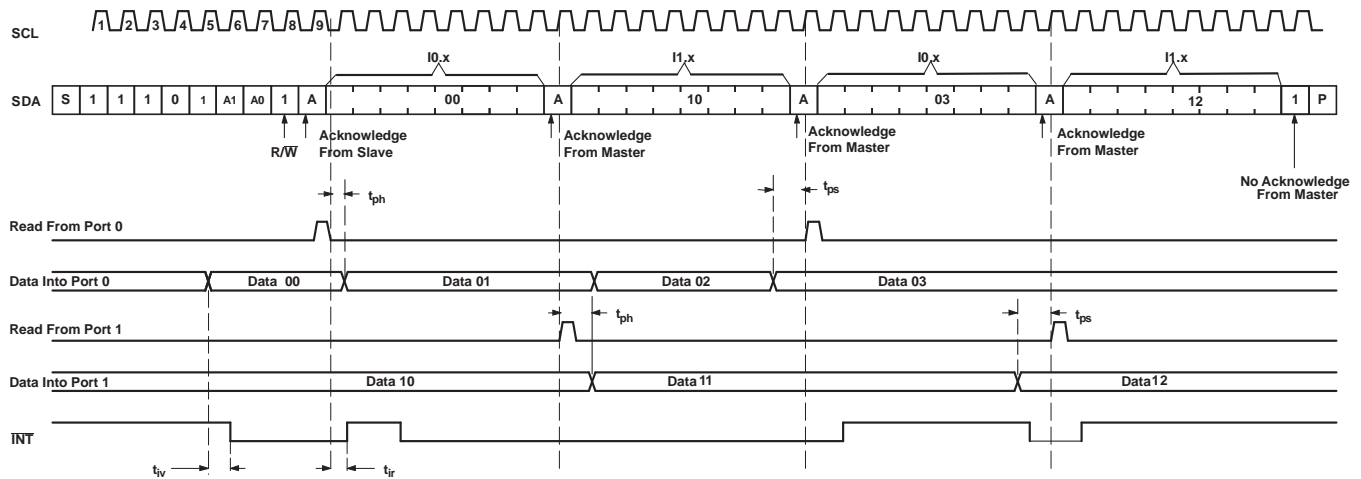 SCL 1 2 3 4 5 6 7 8 9
I0.x I1.x I0.x I1.x
SDA S 1 1 1 0 1 A1 A0 1 A 00 A 10 A 03 A 12 1 P
R/W
Acknowledge
From Slave
Acknowledge
From Master
Acknowledge
From Master
Acknowledge
From Master
No Acknowledge
From Master
tph
tps
Read From Port 0
Data Into Port 0 Data 00 Data 01 Data 02 Data 03
tph
tps
Read From Port 1
Data Into Port 1 Data 10 Data 11 Data 12
INT
tiv tir